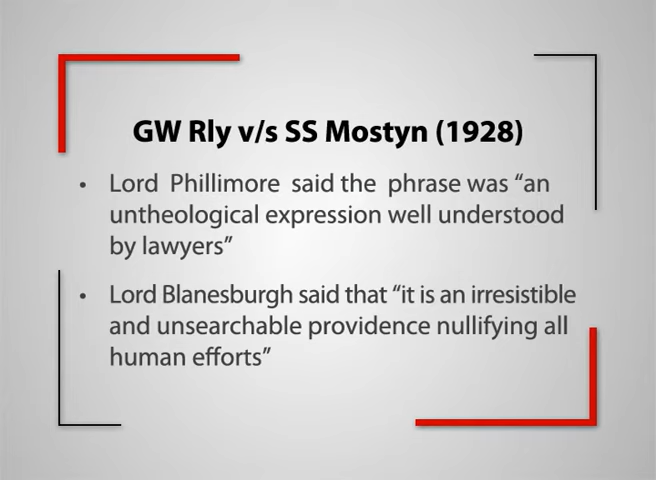 GW Rly v/s SS Mostyn (1928)
• Lord Phillimore said the phrase was “an
untheological expression well understood
by lawyers”
• Lord Blanesburgh said that “it is an irresistible
and unsearchable providence nullifying all
human efforts”